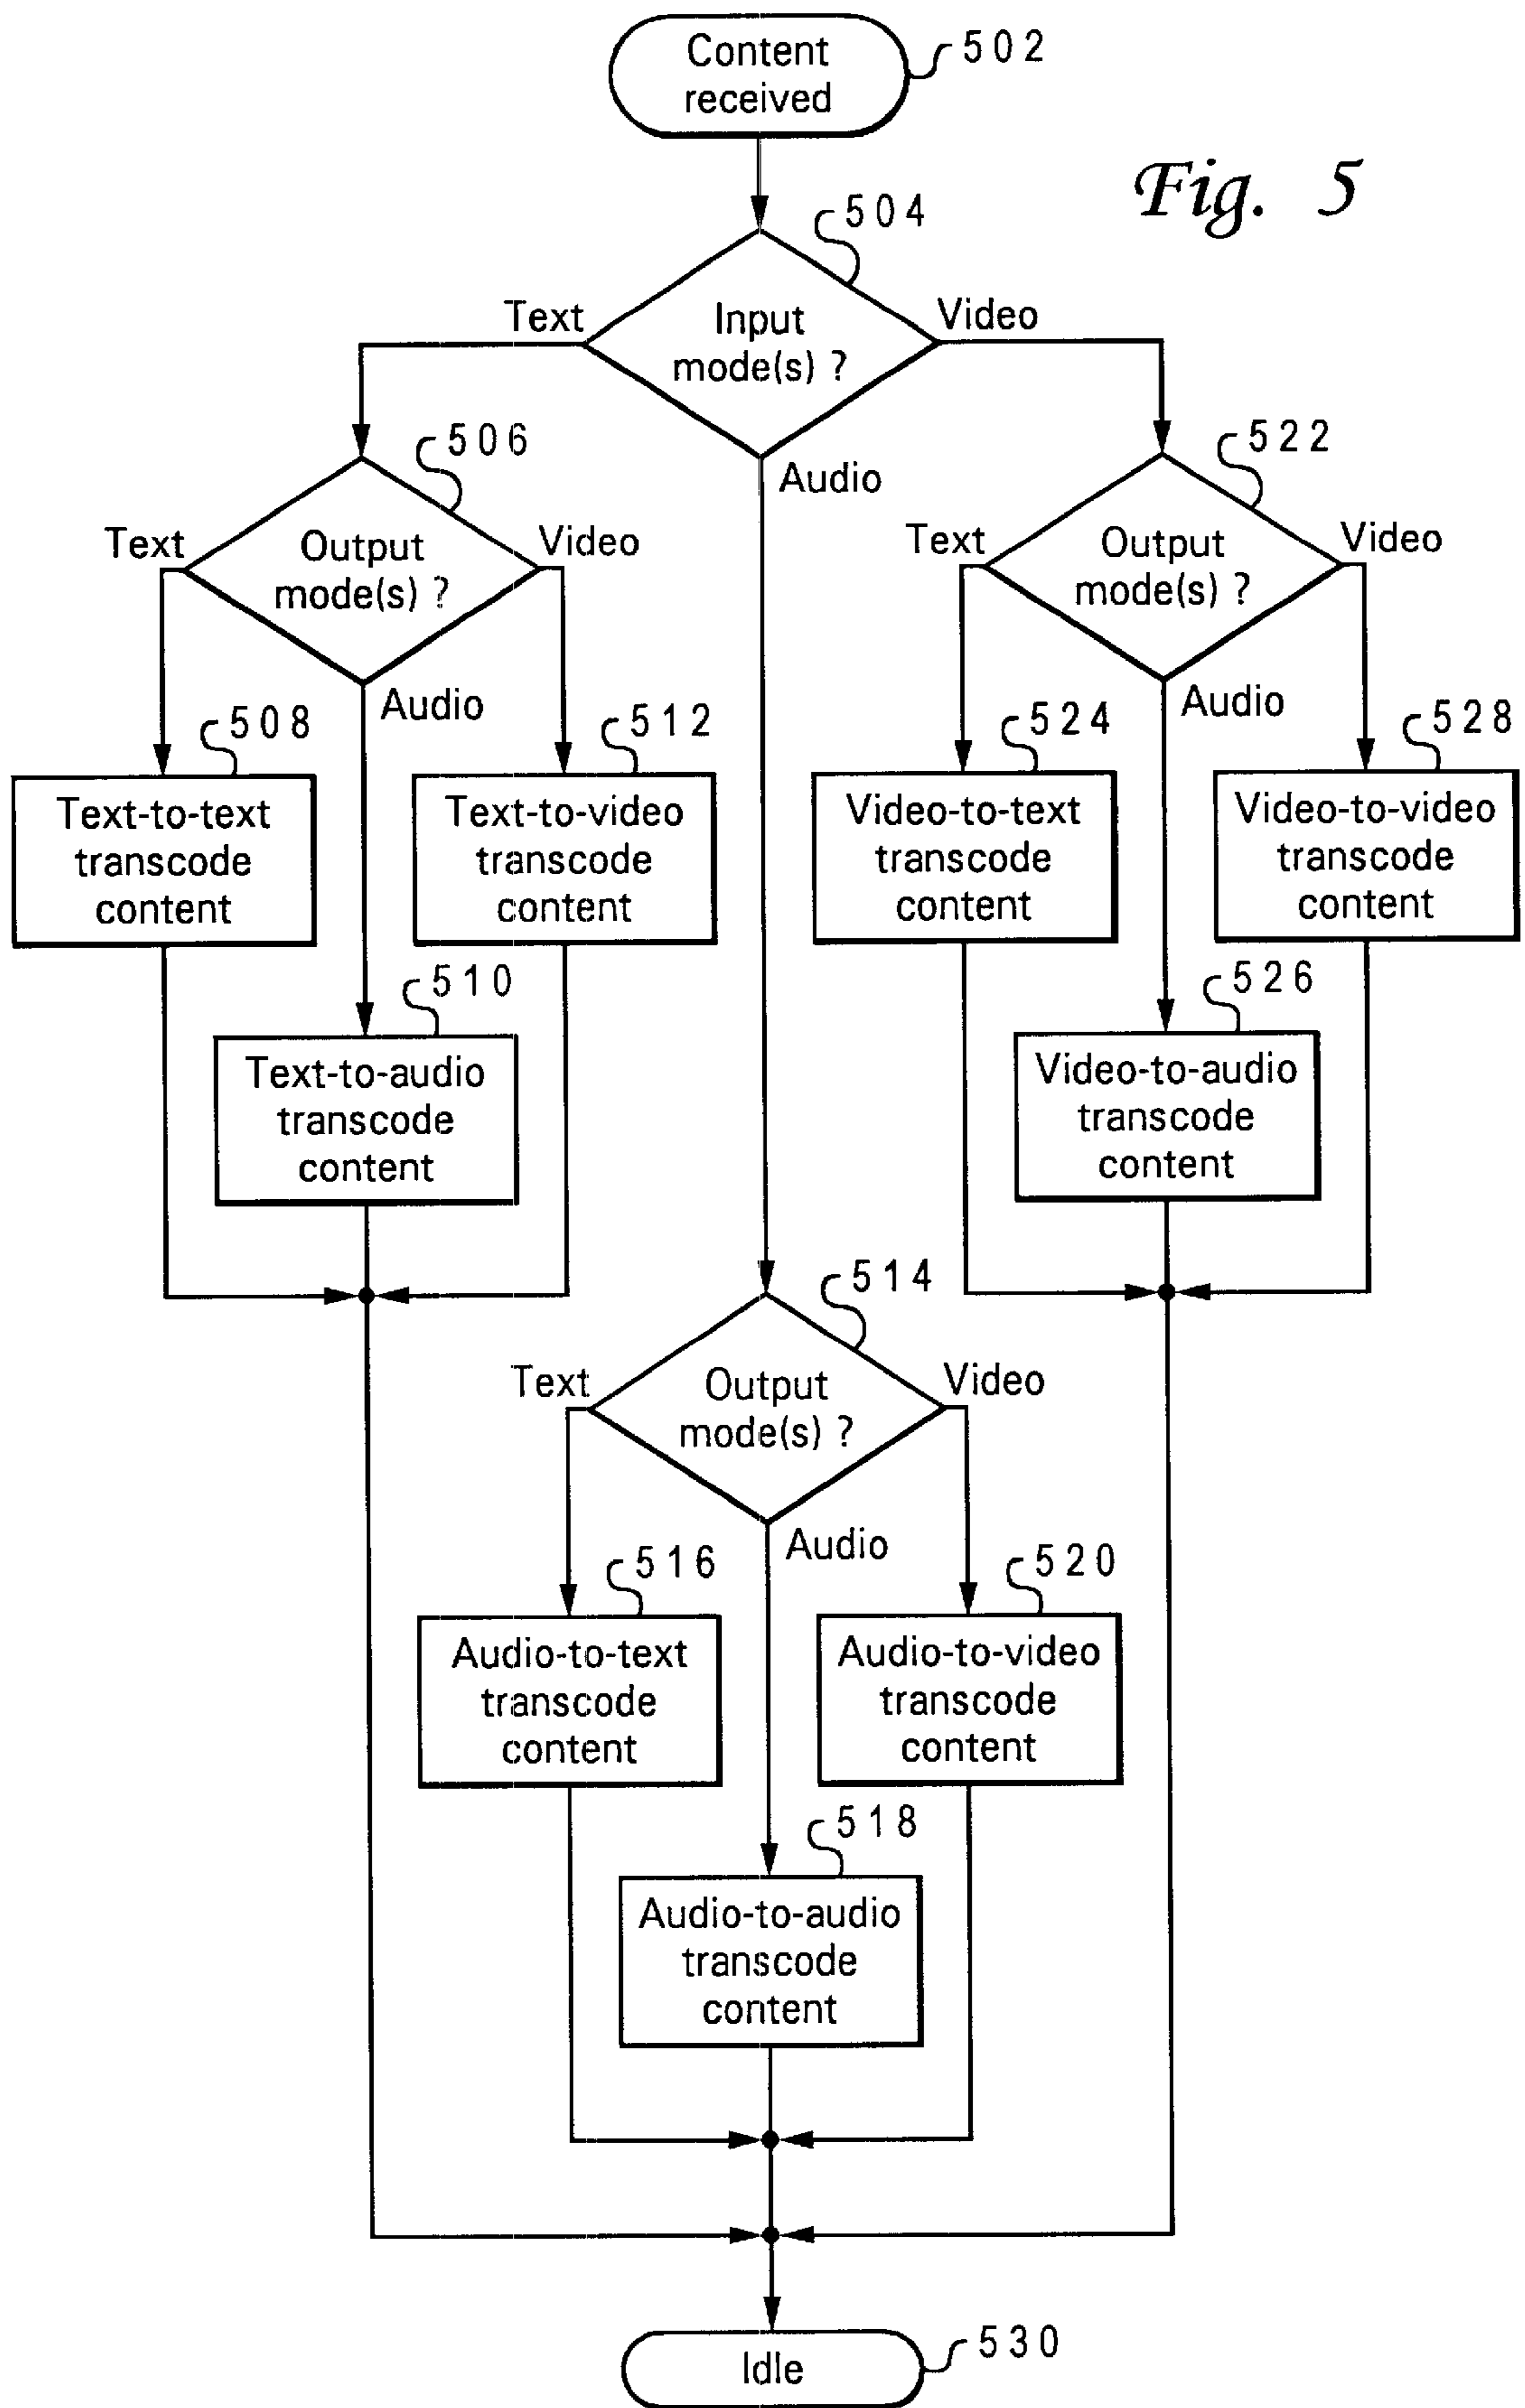 Content
received
502
Fig. 5
504
Input
mode(s) ?
Text
Video
Audio
506
Output
mode(s) ?
Text
Video
Audio
522
Output
mode(s) ?
Text
Video
Audio
508
Text-to-text
transcode
content
512
Text-to-video
transcode
content
524
Video-to-text
transcode
content
528
Video-to-video
transcode
content
510
Text-to-audio
transcode
content
526
Video-to-audio
transcode
content
514
Output
mode(s) ?
Text
Video
Audio
516
Audio-to-text
transcode
content
520
Audio-to-video
transcode
content
518
Audio-to-audio
transcode
content
Idle
530